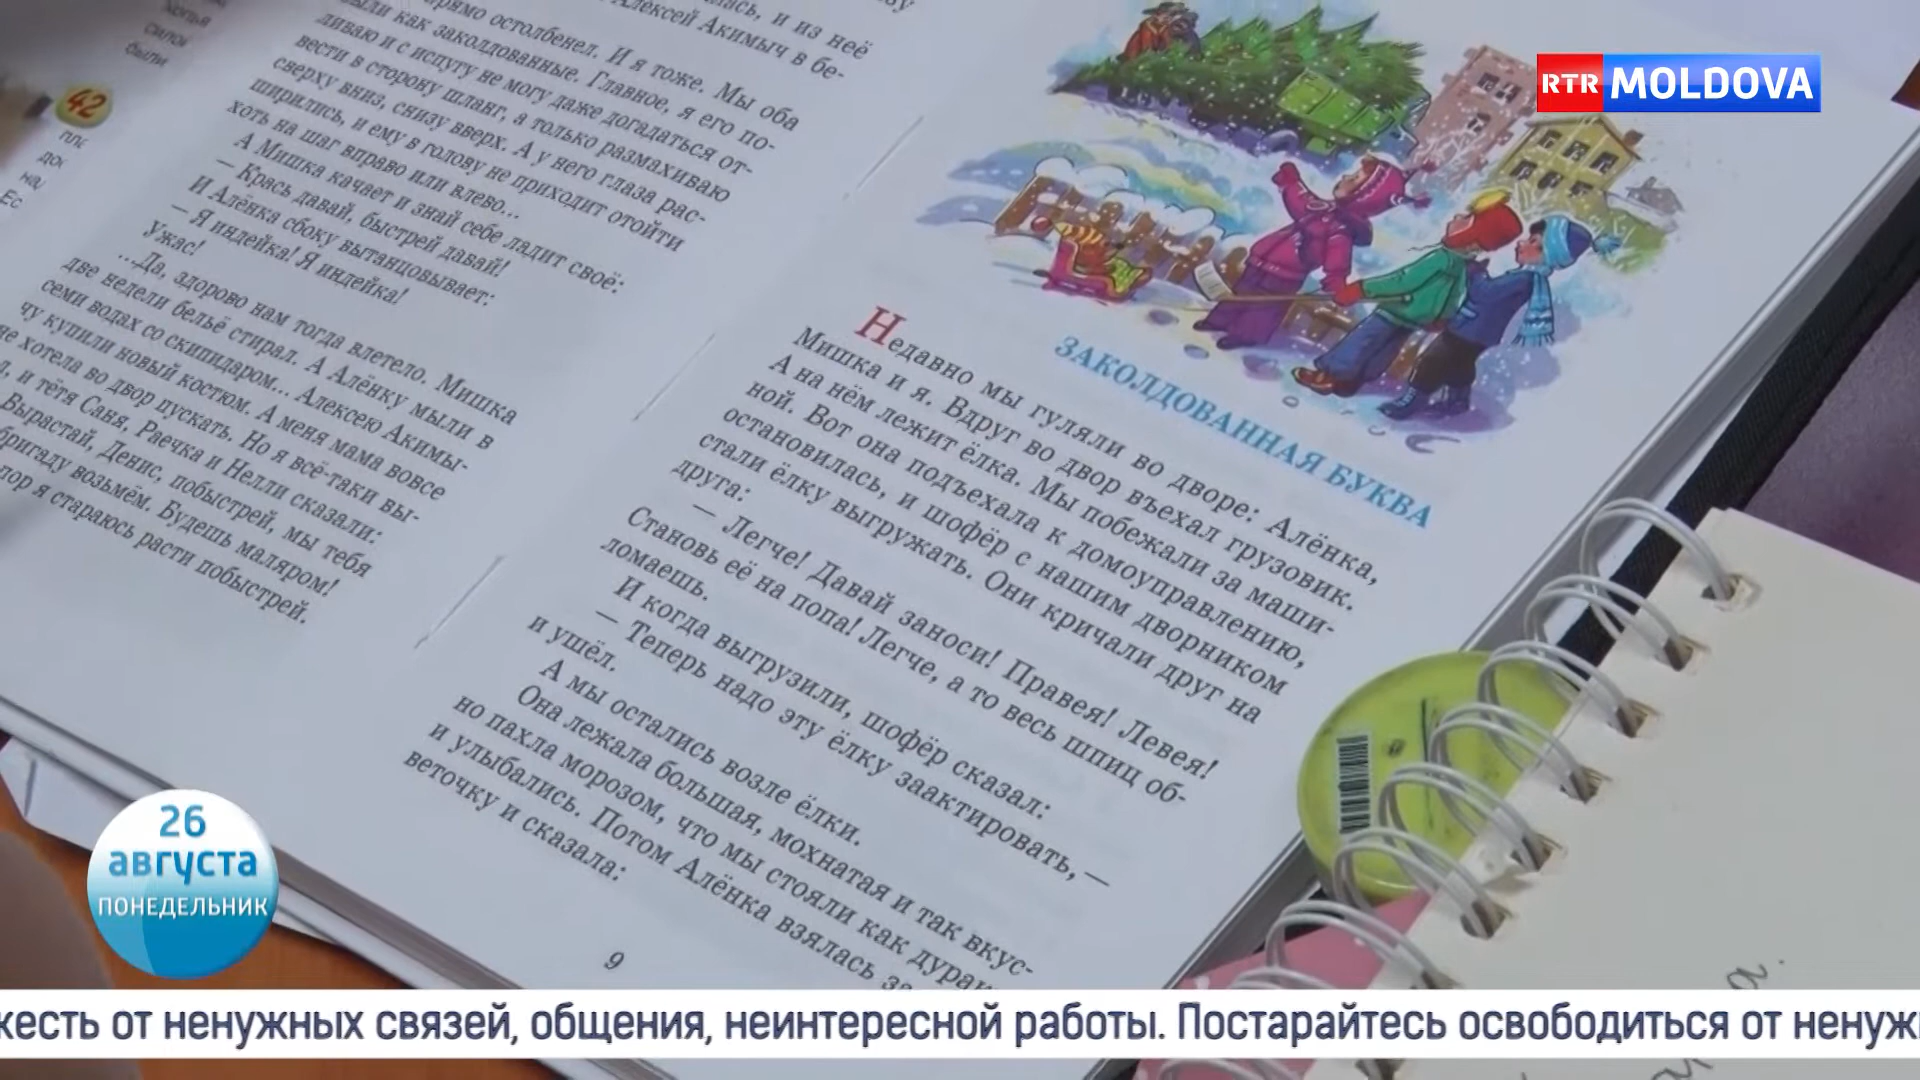 RTR MOLDOVA
42
были
прямо остолбенел. И я тоже. Мы оба
были как заколдованные. Главное, я его по-
ливаю и с испугу не могу даже догадаться от-
вести в сторону шланг, а только размахиваю
сверху вниз, снизу вверх. А у него глаза рас-
ширились, и ему в голову не приходит отойти
хоть на шаг вправо или влево...
А Мишка качает и знай себе ладит своё:
— Крась давай, быстрей давай!
И Алёнка сбоку вытанцовывает:
— Я индейка! Я индейка!
Ужас!
...Да, здорово нам тогда влетело. Мишка
две недели бельё стирал. А Алёнку мыли в
семи водах со скипидаром... Алексею Акимы-
чу купили новый костюм. А меня мама вовсе
не хотела во двор пускать. Но я всё-таки вы-
и тётя Саня, Раечка и Нелли сказали:
Вырастай, Денис, побыстрей, мы тебя
бригаду возьмём. Будешь маляром!
пор я стараюсь расти побыстрей.
и из неё
Алексей Акимыч в бе-
ЗАКОЛДОВАННАЯ БУКВА
Недавно мы гуляли во дворе: Алёнка,
Мишка и я. Вдруг во двор въехал грузовик.
А на нём лежит ёлка. Мы побежали за маши-
ной. Вот она подъехала к домоуправлению,
остановилась, и шофёр с нашим дворником
стали ёлку выгружать. Они кричали друг на
друга:
— Легче! Давай заноси! Правея! Левея!
Становь её на попа! Легче, а то весь шпиц об-
ломаешь.
И когда выгрузили, шофёр сказал:
— Теперь надо эту ёлку заактировать, —
и ушёл.
А мы остались возле ёлки.
Она лежала большая, мохнатая и так вкус-
но пахла морозом, что мы стояли как дурак
и улыбались. Потом Алёнка взялась за
веточку и сказала:
9
26
августа
ПОНЕДЕЛЬНИК
жесть от ненужных связей, общения, неинтересной работы. Постарайтесь освободиться от ненуж